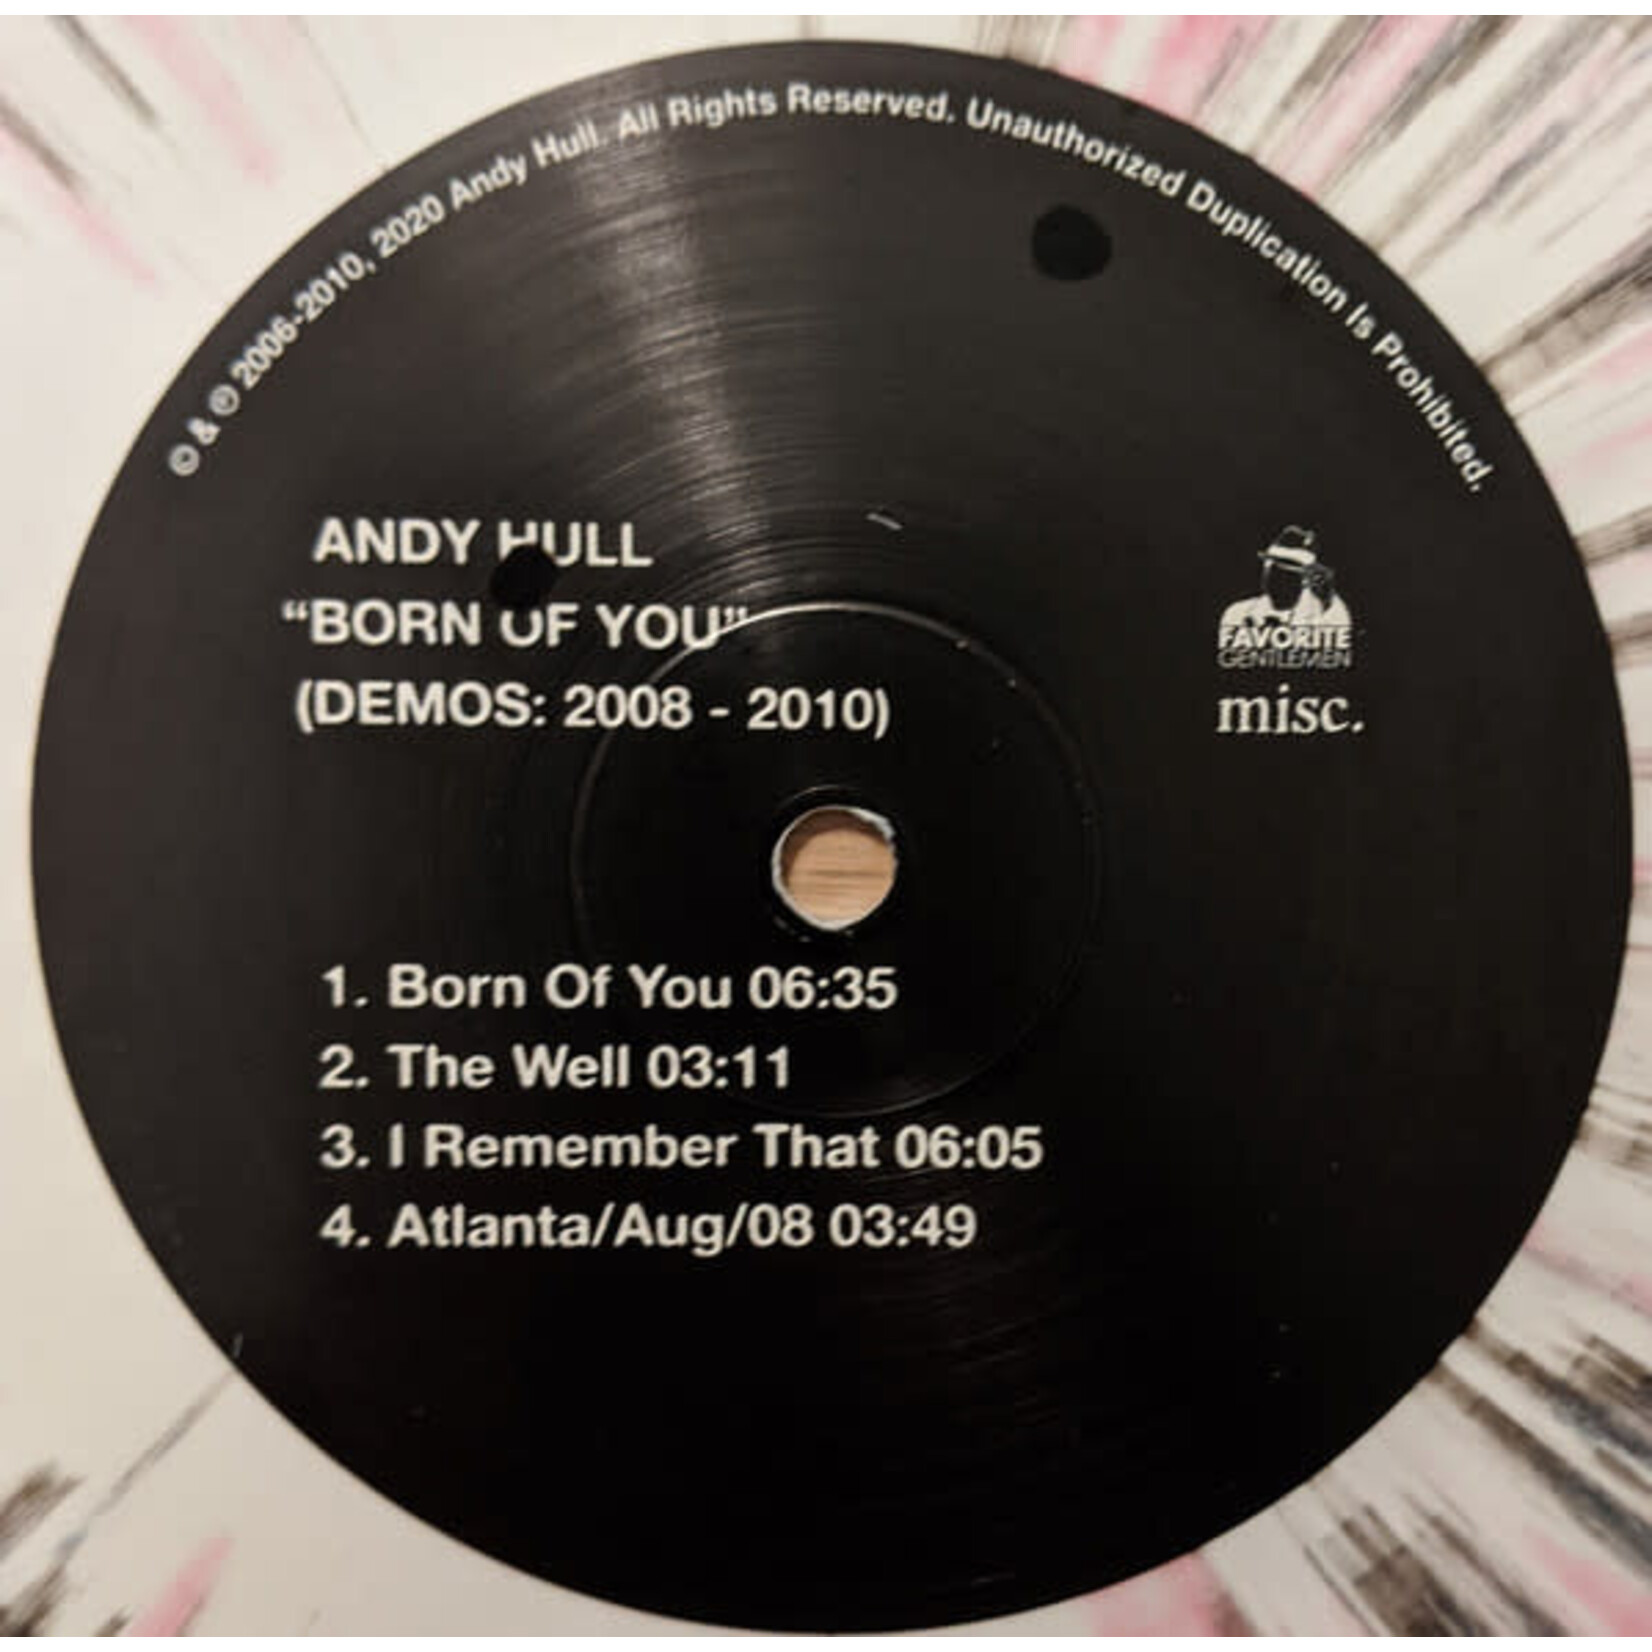 © & ℗ 2006-2010, 2020 Andy Hull. All Rights Reserved. Unauthorized Duplication Is Prohibited.
ANDY HULL
“BORN OF YOU”
(DEMOS: 2008 - 2010)
FAVORITE
GENTLEMEN
misc.
1. Born Of You 06:35
2. The Well 03:11
3. I Remember That 06:05
4. Atlanta/Aug/08 03:49